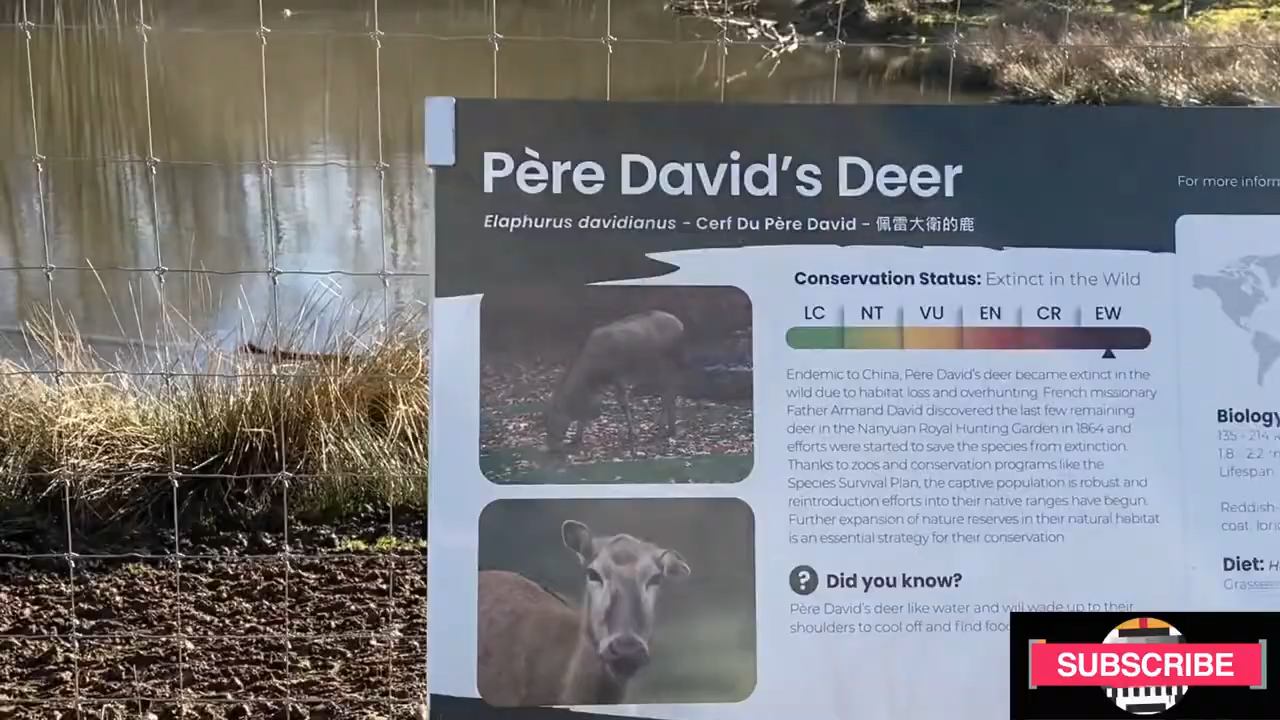 Père David's Deer
Elaphurus davidianus - Cerf Du Père David - 佩雷大衛的鹿
For more inform
Conservation Status: Extinct in the Wild
LC NT VU EN CR EW
Endemic to China, Père David's deer became extinct in the
wild due to habitat loss and overhunting. French missionary
Father Armand David discovered the last few remaining
deer in the Nanyuan Royal Hunting Garden in 1864 and
efforts were started to save the species from extinction.
Thanks to zoos and conservation programs like the
Species Survival Plan, the captive population is robust and
reintroduction efforts into their native ranges have begun.
Further expansion of nature reserves in their natural habitat
is an essential strategy for their conservation
? Did you know?
Père David's deer like water and will wade up to their
shoulders to cool off and find foo
Biology
135 - 214
1.8 - 2.2
Lifespan
Reddish-
coat,
Diet:
SUBSCRIBE